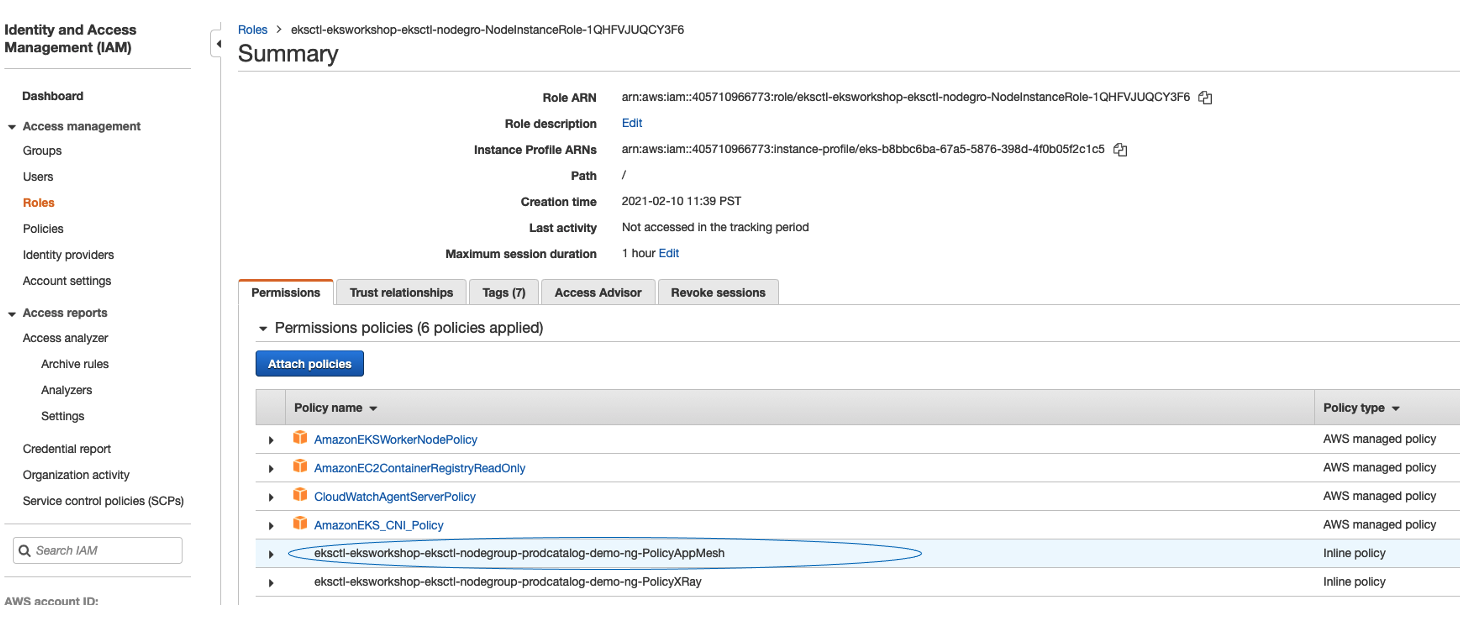 Identity and Access
Management (IAM)
Dashboard
Access management
Groups
Users
Roles
Policies
Identity providers
Account settings
Access reports
Access analyzer
Archive rules
Analyzers
Settings
Credential report
Organization activity
Service control policies (SCPs)
Search IAM
AWS account ID:
Roles > eksctl-eksworkshop-eksctl-nodegro-NodeInstanceRole-1QHFVJUQCY3F6
Summary
Role ARN arn:aws:iam::405710966773:role/eksctl-eksworkshop-eksctl-nodegro-NodeInstanceRole-1QHFVJUQCY3F6
Role description Edit
Instance Profile ARNs arn:aws:iam::405710966773:instance-profile/eks-b8bbc6ba-67a5-5876-398d-4f0b05f2c1c5
Path /
Creation time 2021-02-10 11:39 PST
Last activity Not accessed in the tracking period
Maximum session duration 1 hour Edit
Permissions Trust relationships Tags (7) Access Advisor Revoke sessions
Permissions policies (6 policies applied)
Attach policies
Policy name Policy type
AmazonEKSWorkerNodePolicy AWS managed policy
AmazonEC2ContainerRegistryReadOnly AWS managed policy
CloudWatchAgentServerPolicy AWS managed policy
AmazonEKS_CNI_Policy AWS managed policy
eksctl-eksworkshop-eksctl-nodegroup-prodcatalog-demo-ng-PolicyAppMesh Inline policy
eksctl-eksworkshop-eksctl-nodegroup-prodcatalog-demo-ng-PolicyXRay Inline policy